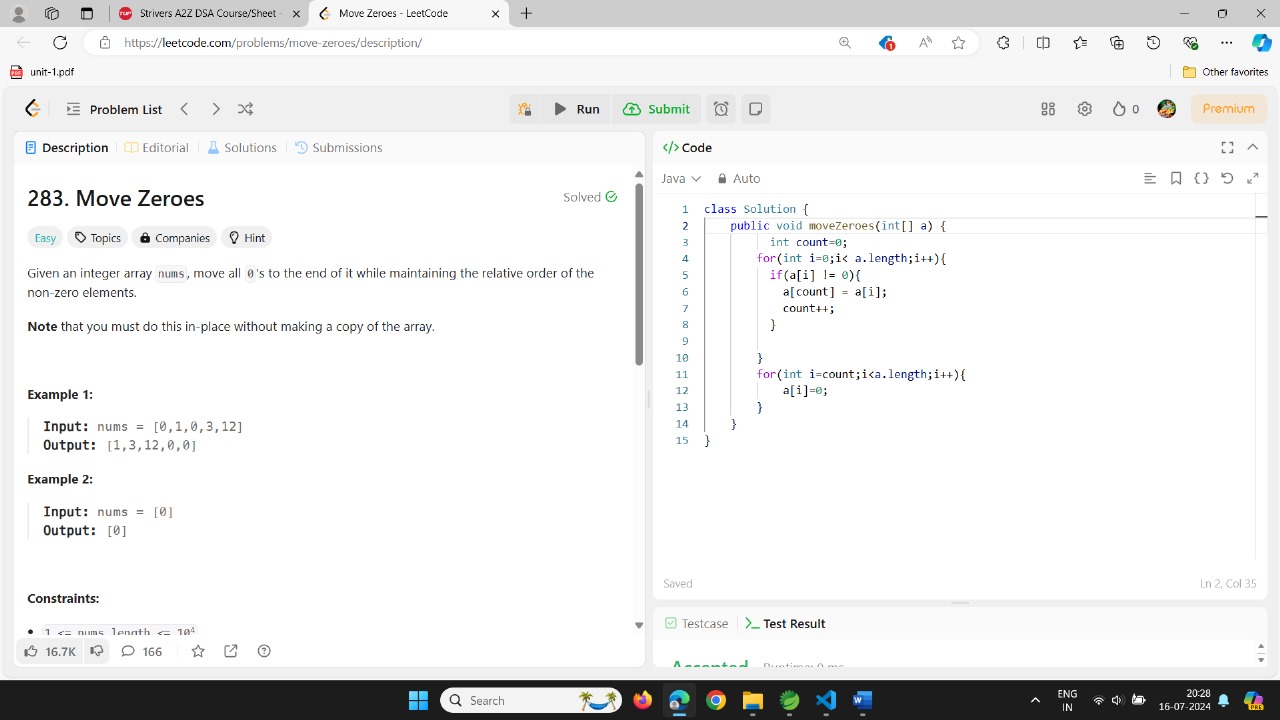 Strivers A2Z DSA Course/Sheet -
Move Zeroes - LeetCode
https://leetcode.com/problems/move-zeroes/description/
1
unit-1.pdf
Other favorites
Problem List
Run
Submit
0
Premium
Description
Editorial
Solutions
Submissions
283. Move Zeroes
Solved
Easy
Topics
Companies
Hint
Given an integer array nums, move all 0's to the end of it while maintaining the relative order of the
non-zero elements.
Note that you must do this in-place without making a copy of the array.
Example 1:
Input: nums = [0,1,0,3,12]
Output: [1,3,12,0,0]
Example 2:
Input: nums = [0]
Output: [0]
Constraints:
1 <= nums.length <= 10⁴
16.7K
166
</> Code
Java
Auto
1 class Solution {
2 public void moveZeroes(int[] a) {
3 int count=0;
4 for(int i=0;i< a.length;i++){
5 if(a[i] != 0){
6 a[count] = a[i];
7 count++;
8 }
9
10 }
11 for(int i=count;i<a.length;i++){
12 a[i]=0;
13 }
14 }
15 }
Saved
Ln 2, Col 35
Testcase
Test Result
Accepted Runtime: 0 ms
Search
ENG
IN
20:28
16-07-2024
PRE